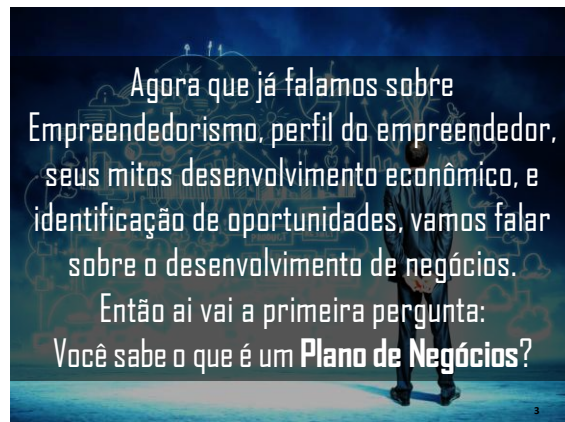 Agora que já falamos sobre
Empreendedorismo, perfil do empreendedor,
seus mitos desenvolvimento econômico, e
identificação de oportunidades, vamos falar
sobre o desenvolvimento de negócios.
Então ai vai a primeira pergunta:
Você sabe o que é um Plano de Negócios?
3